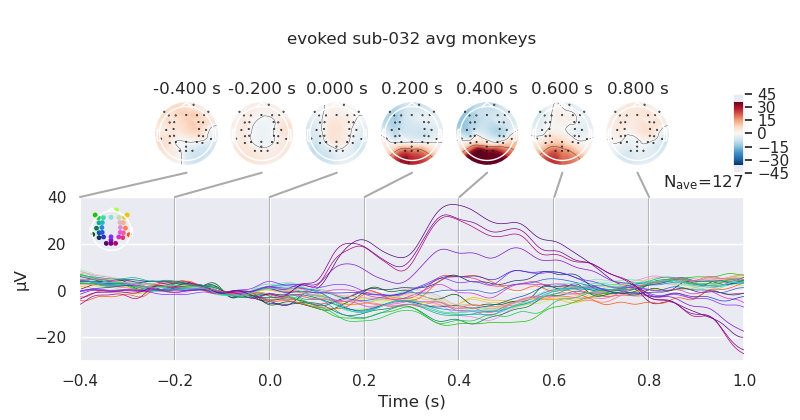 evoked sub-032 avg monkeys
-0.400 s -0.200 s 0.000 s 0.200 s 0.400 s 0.600 s 0.800 s
45
30
15
0
−15
−30
−45
Nave=127
40
20
0
−20
µV
−0.4 −0.2 0.0 0.2 0.4 0.6 0.8 1.0
Time (s)